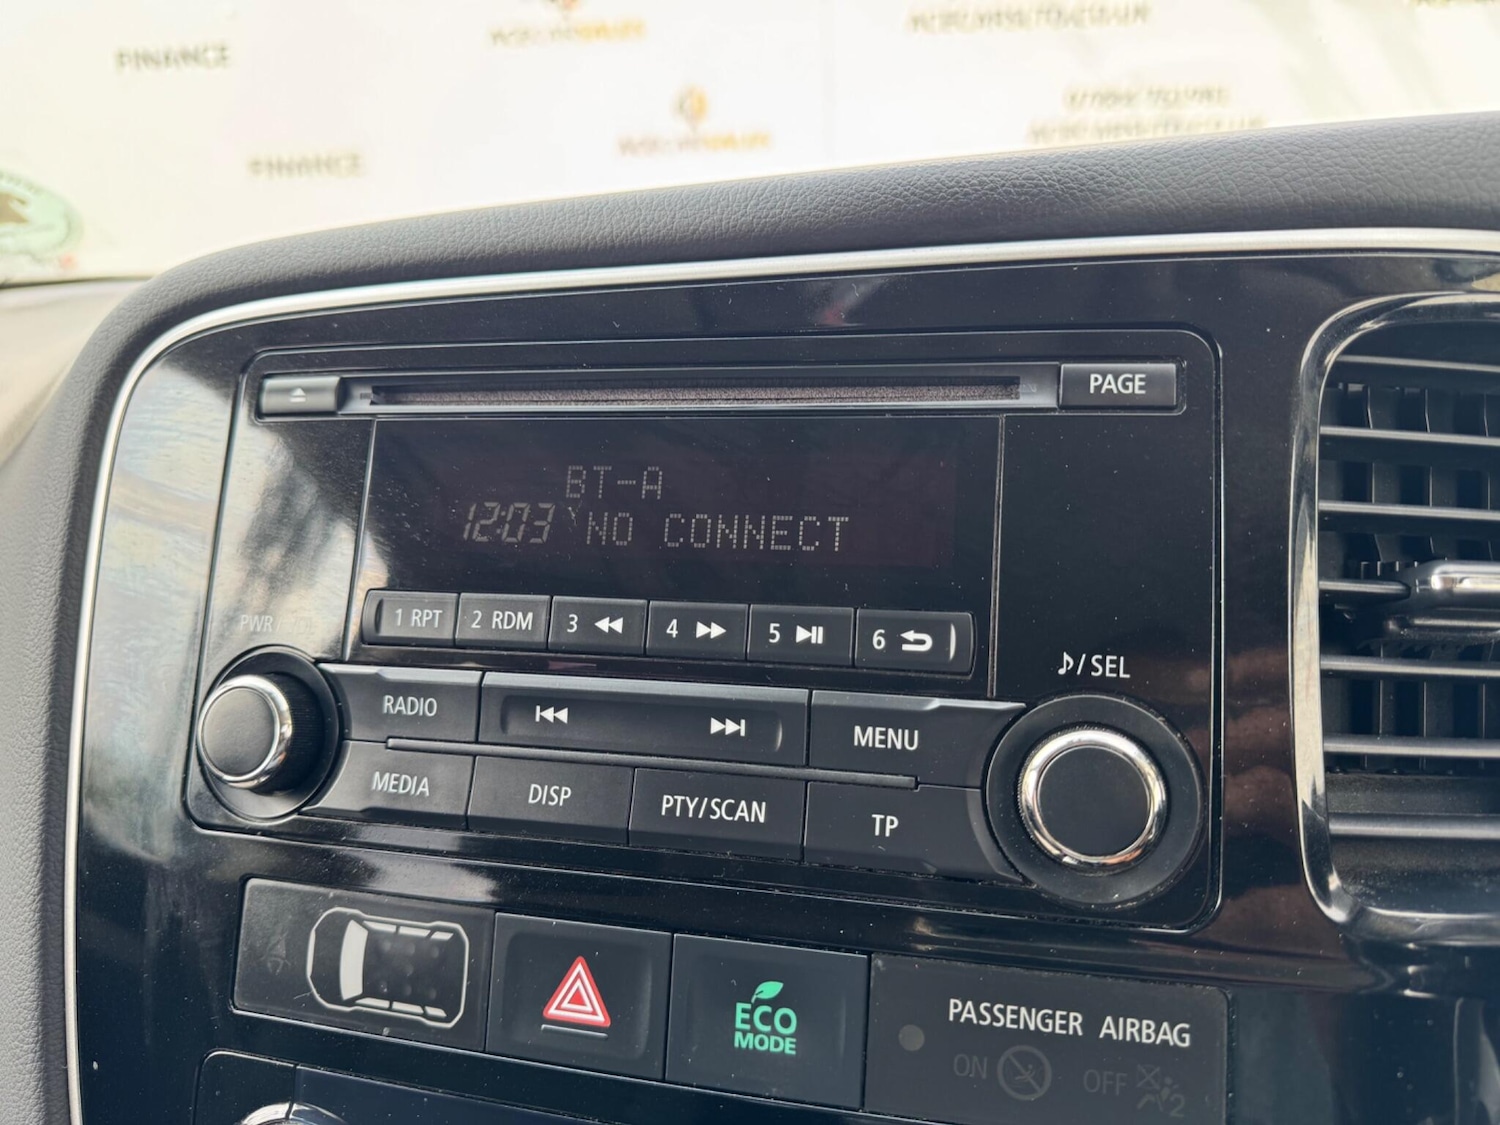 FINANCE
FINANCE
PAGE
BT-A
12:03 NO CONNECT
1 RPT
2 RDM
3
4
5
6
PWR
/SEL
RADIO
MENU
MEDIA
DISP
PTY/SCAN
TP
ECO
MODE
PASSENGER AIRBAG
ON
OFF
2